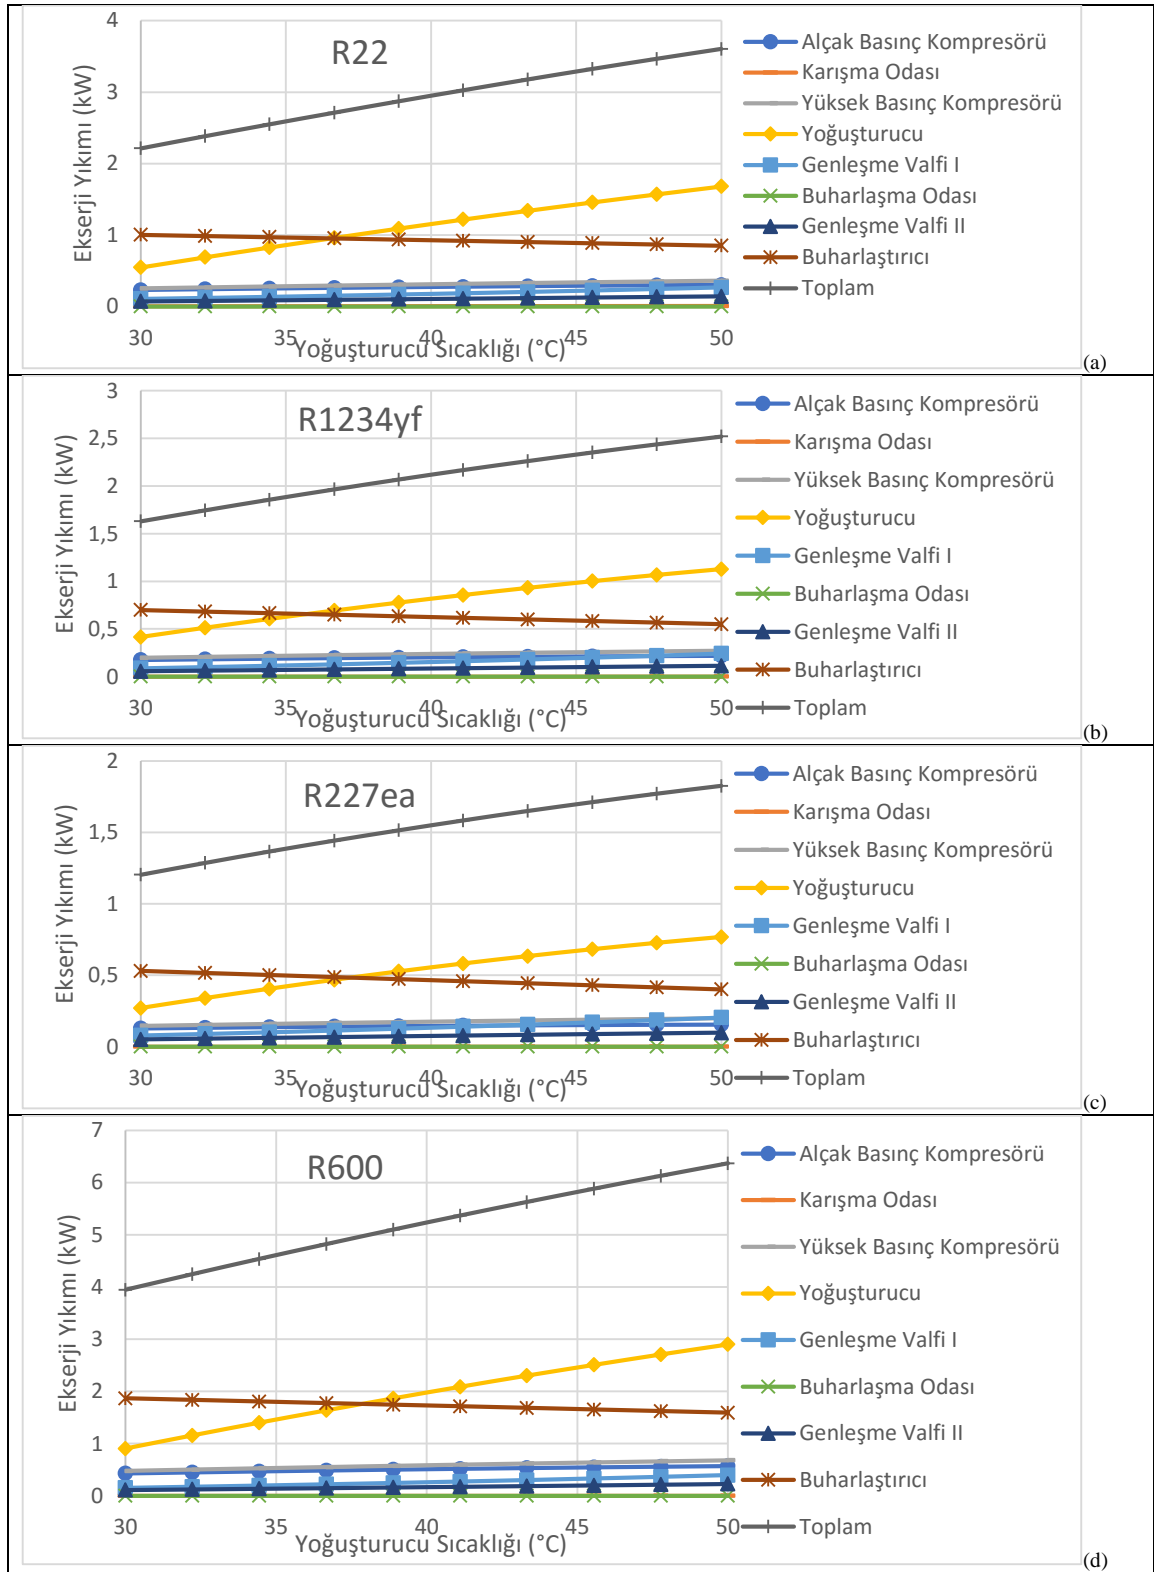 R22
Ekserji Yıkımı (kW)
4
3
2
1
0
30 35 40 45 50
Yoğuşturucu Sıcaklığı (°C)
Alçak Basınç Kompresörü
Karışma Odası
Yüksek Basınç Kompresörü
Yoğuşturucu
Genleşme Valfi I
Buharlaşma Odası
Genleşme Valfi II
Buharlaştırıcı
Toplam
(a)
R1234yf
Ekserji Yıkımı (kW)
3
2,5
2
1,5
1
0,5
0
30 35 40 45 50
Yoğuşturucu Sıcaklığı (°C)
Alçak Basınç Kompresörü
Karışma Odası
Yüksek Basınç Kompresörü
Yoğuşturucu
Genleşme Valfi I
Buharlaşma Odası
Genleşme Valfi II
Buharlaştırıcı
Toplam
(b)
R227ea
Ekserji Yıkımı (kW)
2
1,5
1
0,5
0
30 35 40 45 50
Yoğuşturucu Sıcaklığı (°C)
Alçak Basınç Kompresörü
Karışma Odası
Yüksek Basınç Kompresörü
Yoğuşturucu
Genleşme Valfi I
Buharlaşma Odası
Genleşme Valfi II
Buharlaştırıcı
Toplam
(c)
R600
Ekserji Yıkımı (kW)
7
6
5
4
3
2
1
0
30 35 40 45 50
Yoğuşturucu Sıcaklığı (°C)
Alçak Basınç Kompresörü
Karışma Odası
Yüksek Basınç Kompresörü
Yoğuşturucu
Genleşme Valfi I
Buharlaşma Odası
Genleşme Valfi II
Buharlaştırıcı
Toplam
(d)